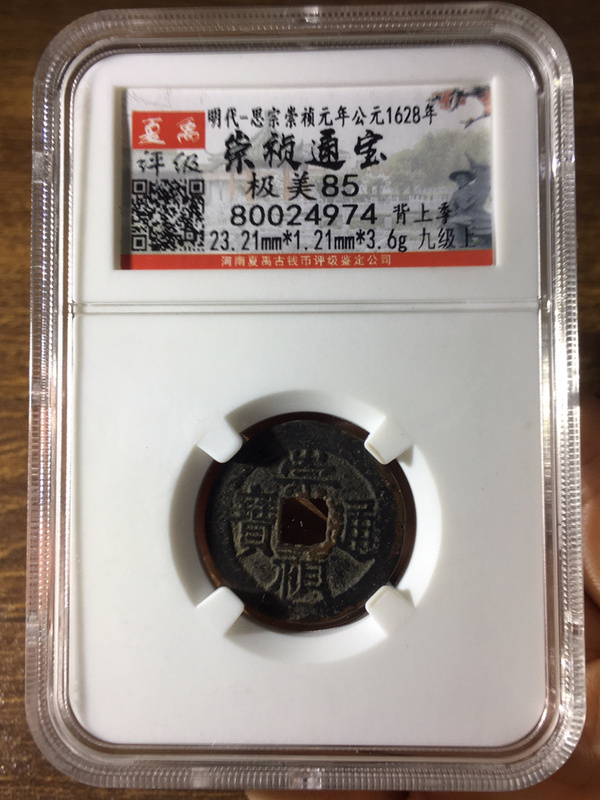 明代-思宗崇祯元年公元1628年
夏禹
评级
崇祯通宝
极美85
80024974 背上季
23.21mm*1.21mm*3.6g 九级上
河南夏禹古钱币评级鉴定公司
崇
寶 通
禎